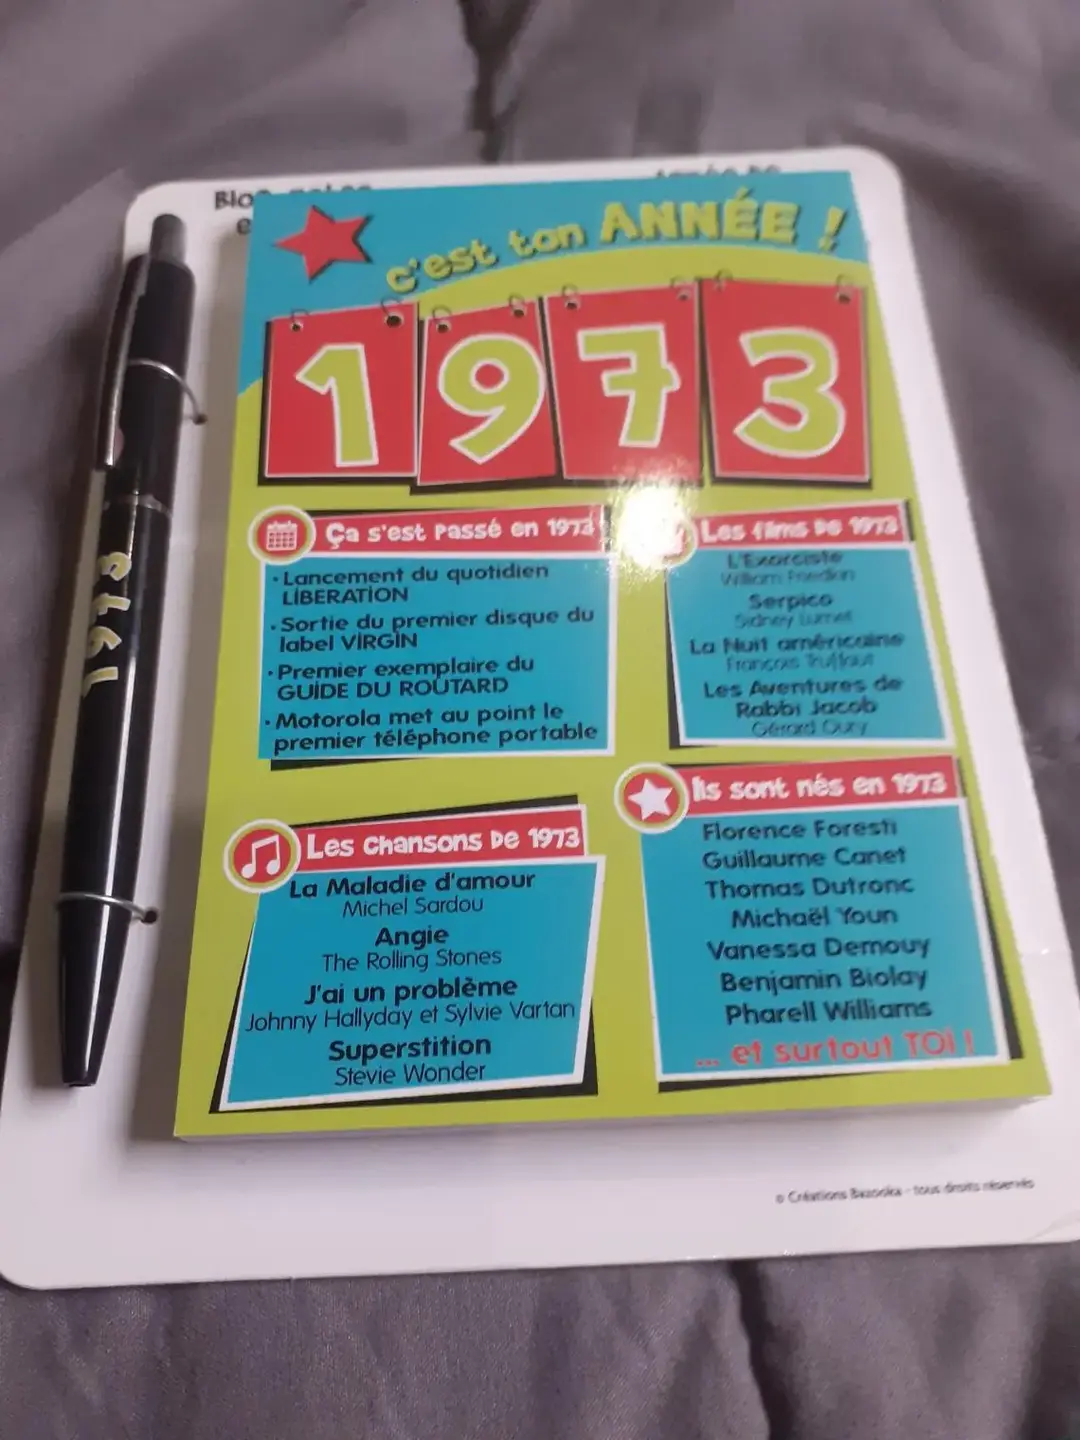 c'est ton ANNÉE !
1973
1973
Ça s'est passé en 1973
· Lancement du quotidien
LIBERATION
· Sortie du premier disque du
label VIRGIN
· Premier exemplaire du
GUIDE DU ROUTARD
· Motorola met au point le
premier téléphone portable
Les films de 1973
L'Exorciste
William Friedkin
Serpico
Sidney Lumet
La Nuit américaine
François Truffaut
Les Aventures de
Rabbi Jacob
Gérard Oury
Les chansons de 1973
La Maladie d'amour
Michel Sardou
Angie
The Rolling Stones
J'ai un problème
Johnny Hallyday et Sylvie Vartan
Superstition
Stevie Wonder
Ils sont nés en 1973
Florence Foresti
Guillaume Canet
Thomas Dutronc
Michaël Youn
Vanessa Demouy
Benjamin Biolay
Pharell Williams
... et surtout TOI !
© Créations Bazooka - tous droits réservés